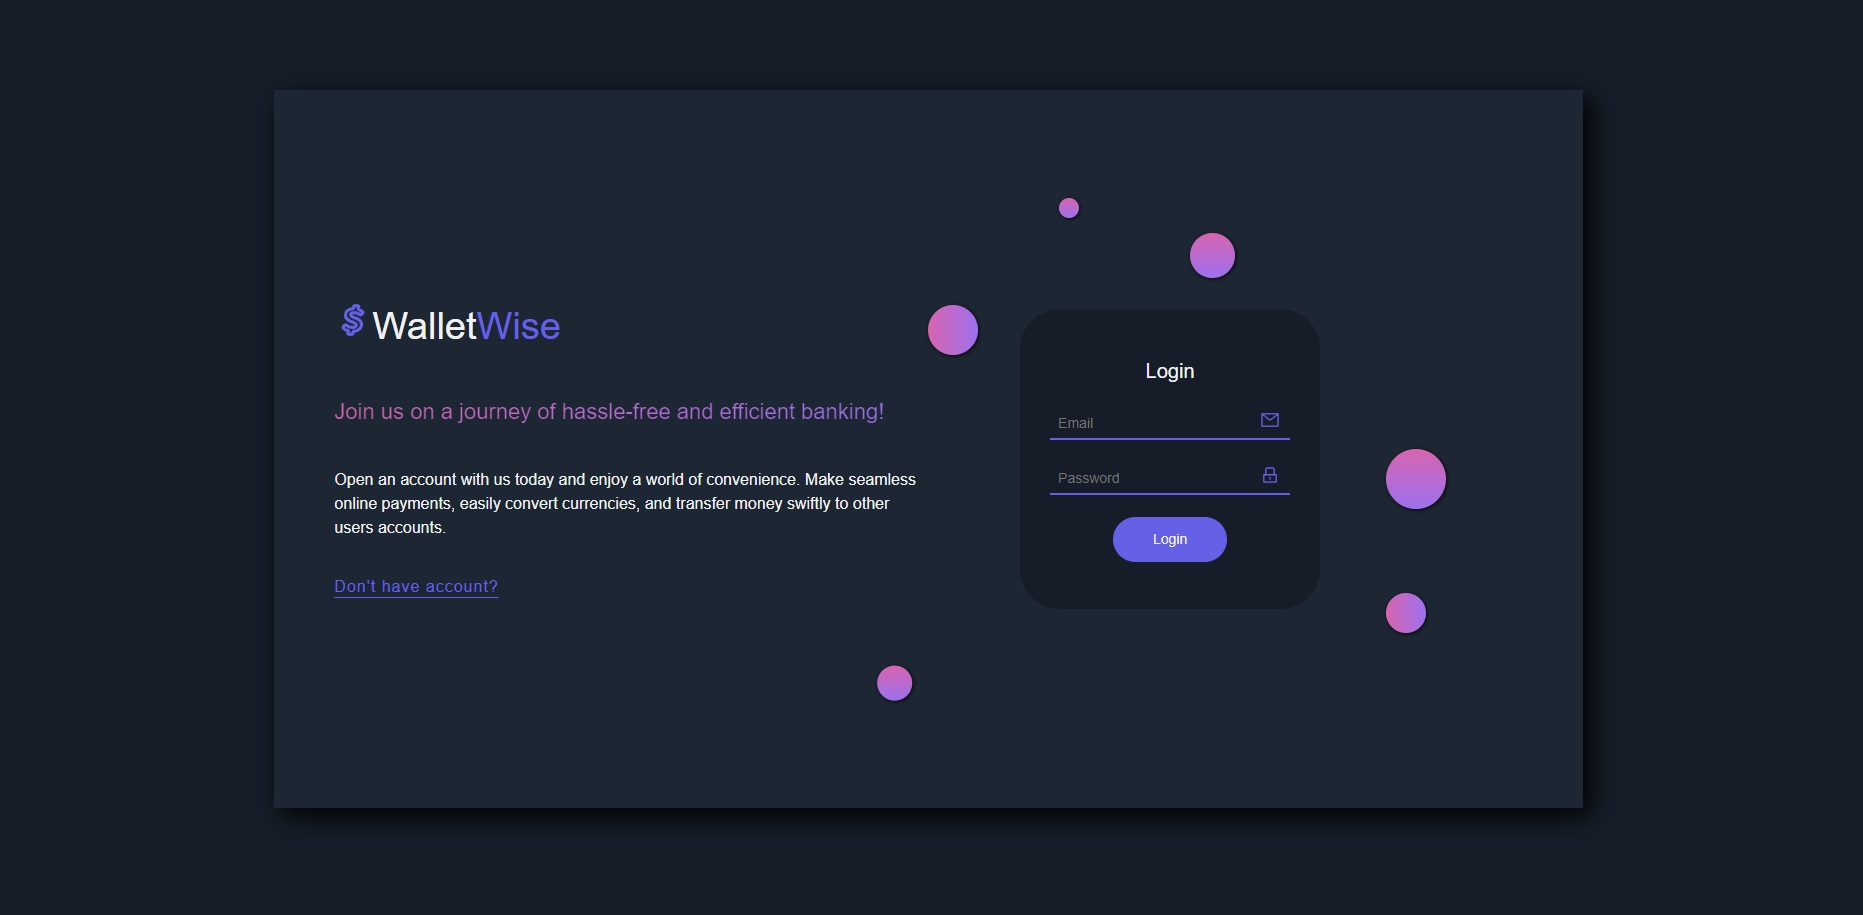 $WalletWise
Join us on a journey of hassle-free and efficient banking!
Open an account with us today and enjoy a world of convenience. Make seamless
online payments, easily convert currencies, and transfer money swiftly to other
users accounts.
Don't have account?
Login
Email
Password
Login